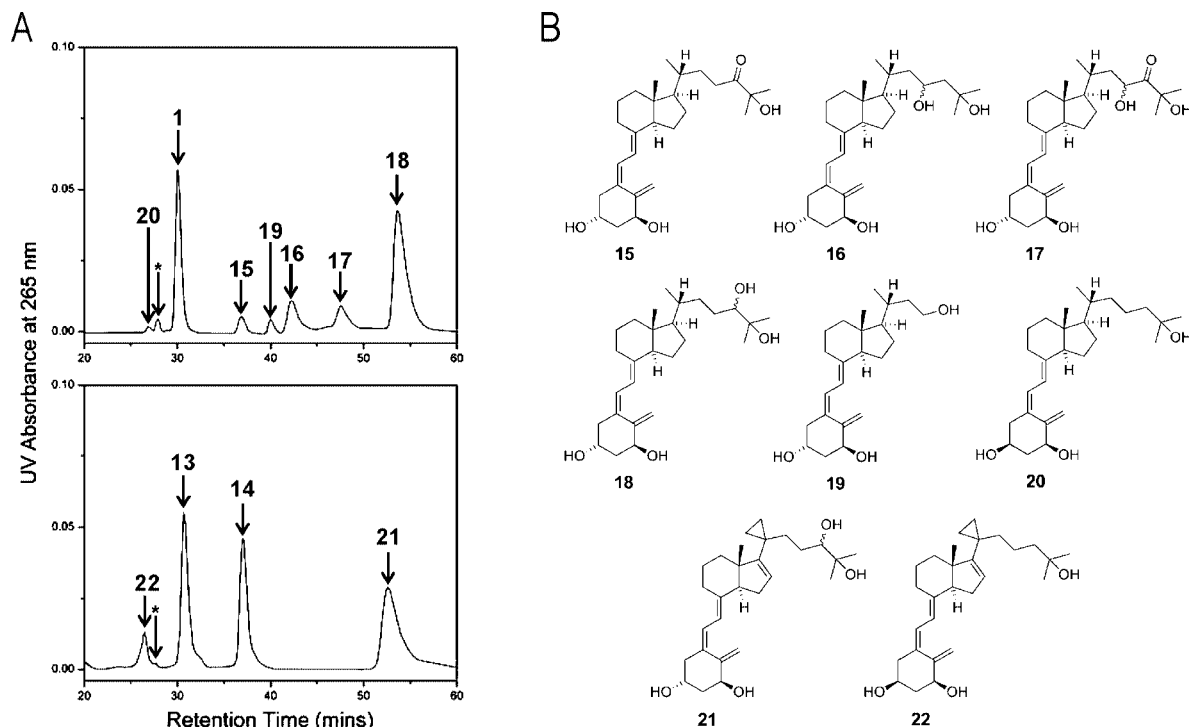 A
B
UV Absorbance at 265 nm
0.10
0.05
0.00
20
*
1
15
19
16
17
18
20 30 40 50 60
0.10
0.05
0.00
22
*
13
14
21
20 30 40 50 60
Retention Time (mins)
H O
H OH
HO OH
15
H
H OH OH
HO OH
16
H O
H OH OH
HO OH
17
H OH
H OH
H
HO OH
18
H OH
H
H
HO OH
19
H
H OH
H
HO OH
20
OH
OH
H
HO OH
21
OH
H
HO OH
22